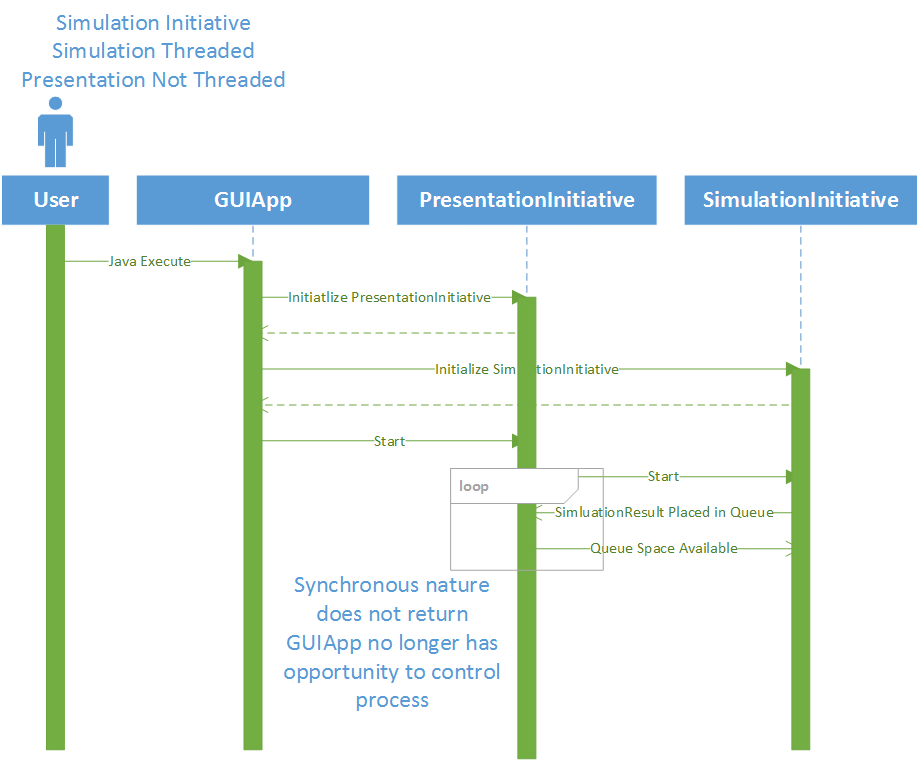 Simulation Initiative
Simulation Threaded
Presentation Not Threaded
User
GUIApp
PresentationInitiative
SimulationInitiative
Java Execute
Initiatlize PresentationInitiative
Initialize Sim tionInitiative
Start
loop
Start
SimluationResult Placed in Queue
Queue Space Available
Synchronous nature
does not return
GUIApp no longer has
opportunity to control
process